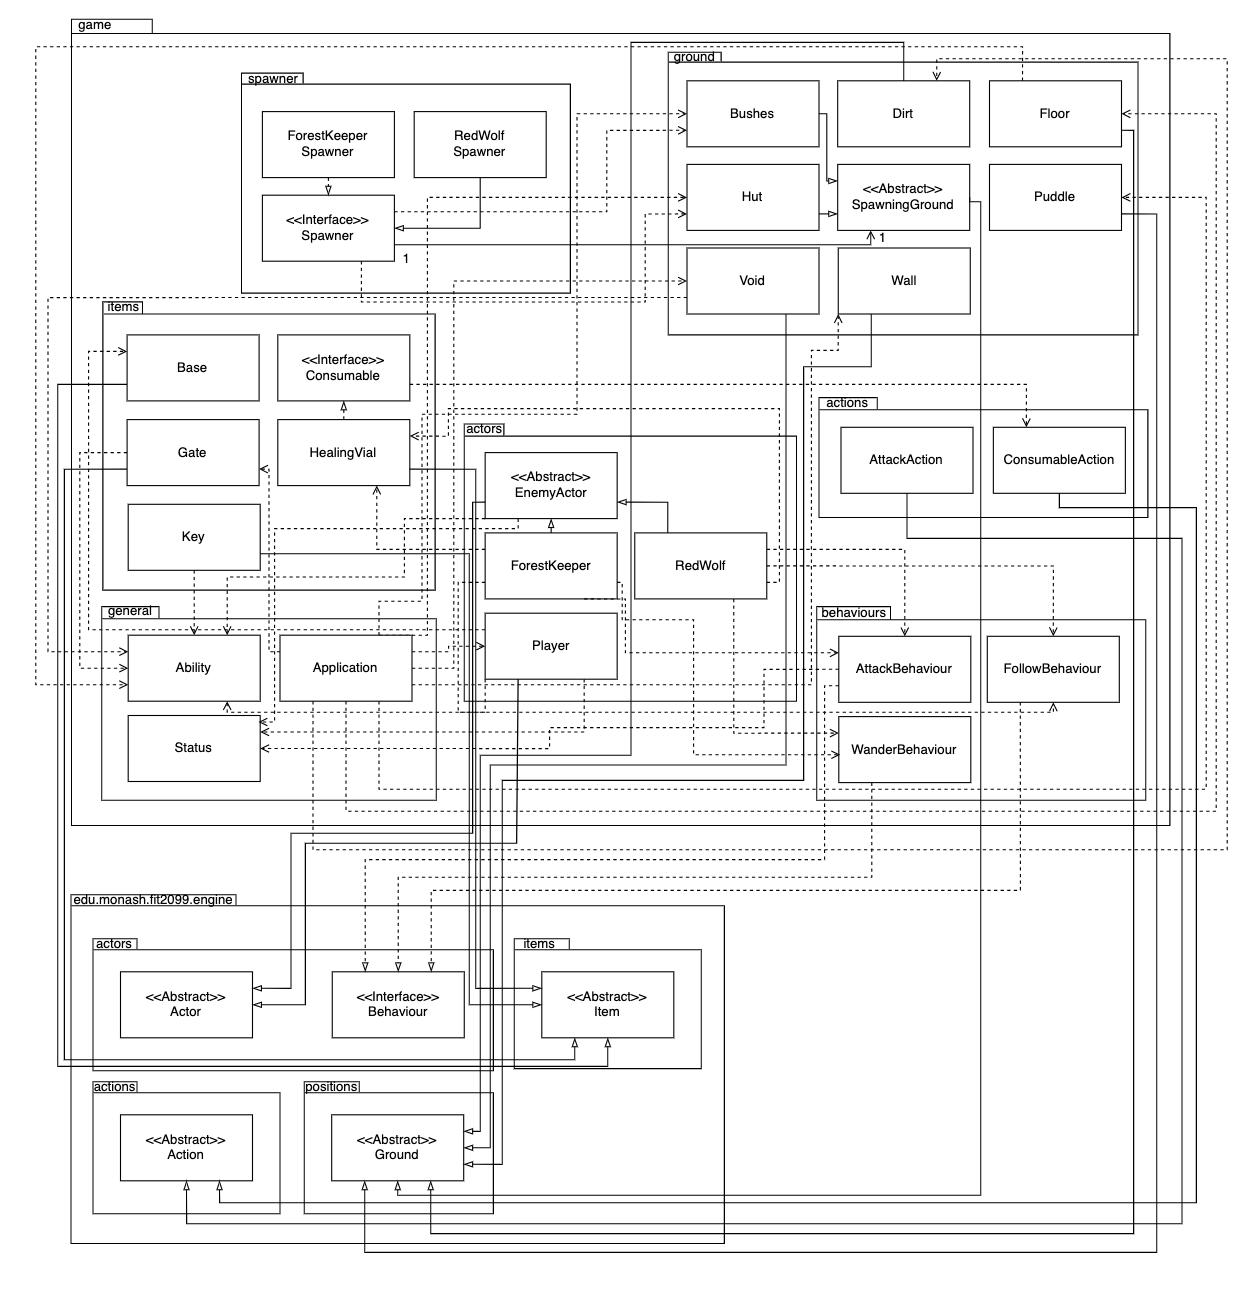 game
spawner
ForestKeeper
Spawner
RedWolf
Spawner
<<Interface>>
Spawner
1
ground
Bushes
Dirt
Floor
Hut
<<Abstract>>
SpawningGround
Puddle
1
Void
Wall
items
Base
<<Interface>>
Consumable
Gate
HealingVial
Key
actors
<<Abstract>>
EnemyActor
ForestKeeper
RedWolf
Player
actions
AttackAction
ConsumableAction
general
Ability
Application
Status
behaviours
AttackBehaviour
FollowBehaviour
WanderBehaviour
edu.monash.fit2099.engine
actors
<<Abstract>>
Actor
<<Interface>>
Behaviour
items
<<Abstract>>
Item
actions
<<Abstract>>
Action
positions
<<Abstract>>
Ground